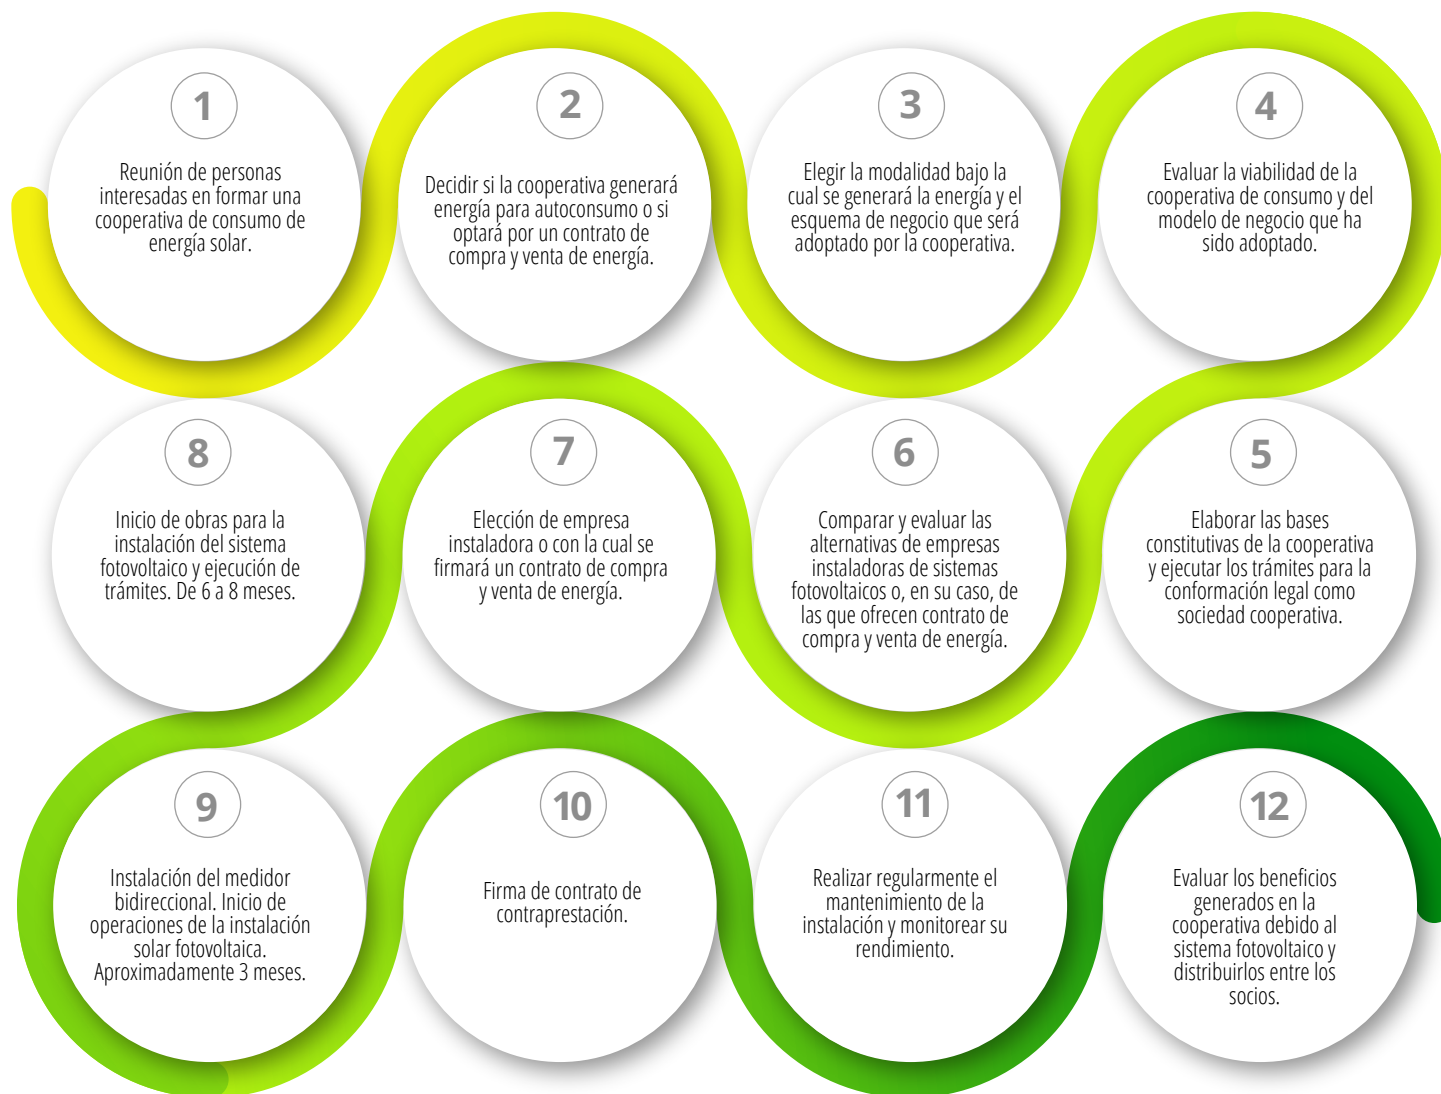 1
Reunión de personas
interesadas en formar una
cooperativa de consumo de
energía solar.
2
Decidir si la cooperativa generará
energía para autoconsumo o si
optará por un contrato de
compra y venta de energía.
3
Elegir la modalidad bajo la
cual se generará la energía y el
esquema de negocio que será
adoptado por la cooperativa.
4
Evaluar la viabilidad de la
cooperativa de consumo y del
modelo de negocio que ha
sido adoptado.
5
Elaborar las bases
constitutivas de la cooperativa
y ejecutar los trámites para la
conformación legal como
sociedad cooperativa.
6
Comparar y evaluar las
alternativas de empresas
instaladoras de sistemas
fotovoltaicos o, en su caso, de
las que ofrecen contrato de
compra y venta de energía.
7
Elección de empresa
instaladora o con la cual se
firmará un contrato de compra
y venta de energía.
8
Inicio de obras para la
instalación del sistema
fotovoltaico y ejecución de
trámites. De 6 a 8 meses.
9
Instalación del medidor
bidireccional. Inicio de
operaciones de la instalación
solar fotovoltaica.
Aproximadamente 3 meses.
10
Firma de contrato de
contraprestación.
11
Realizar regularmente el
mantenimiento de la
instalación y monitorear su
rendimiento.
12
Evaluar los beneficios
generados en la
cooperativa debido al
sistema fotovoltaico y
distribuirlos entre los
socios.